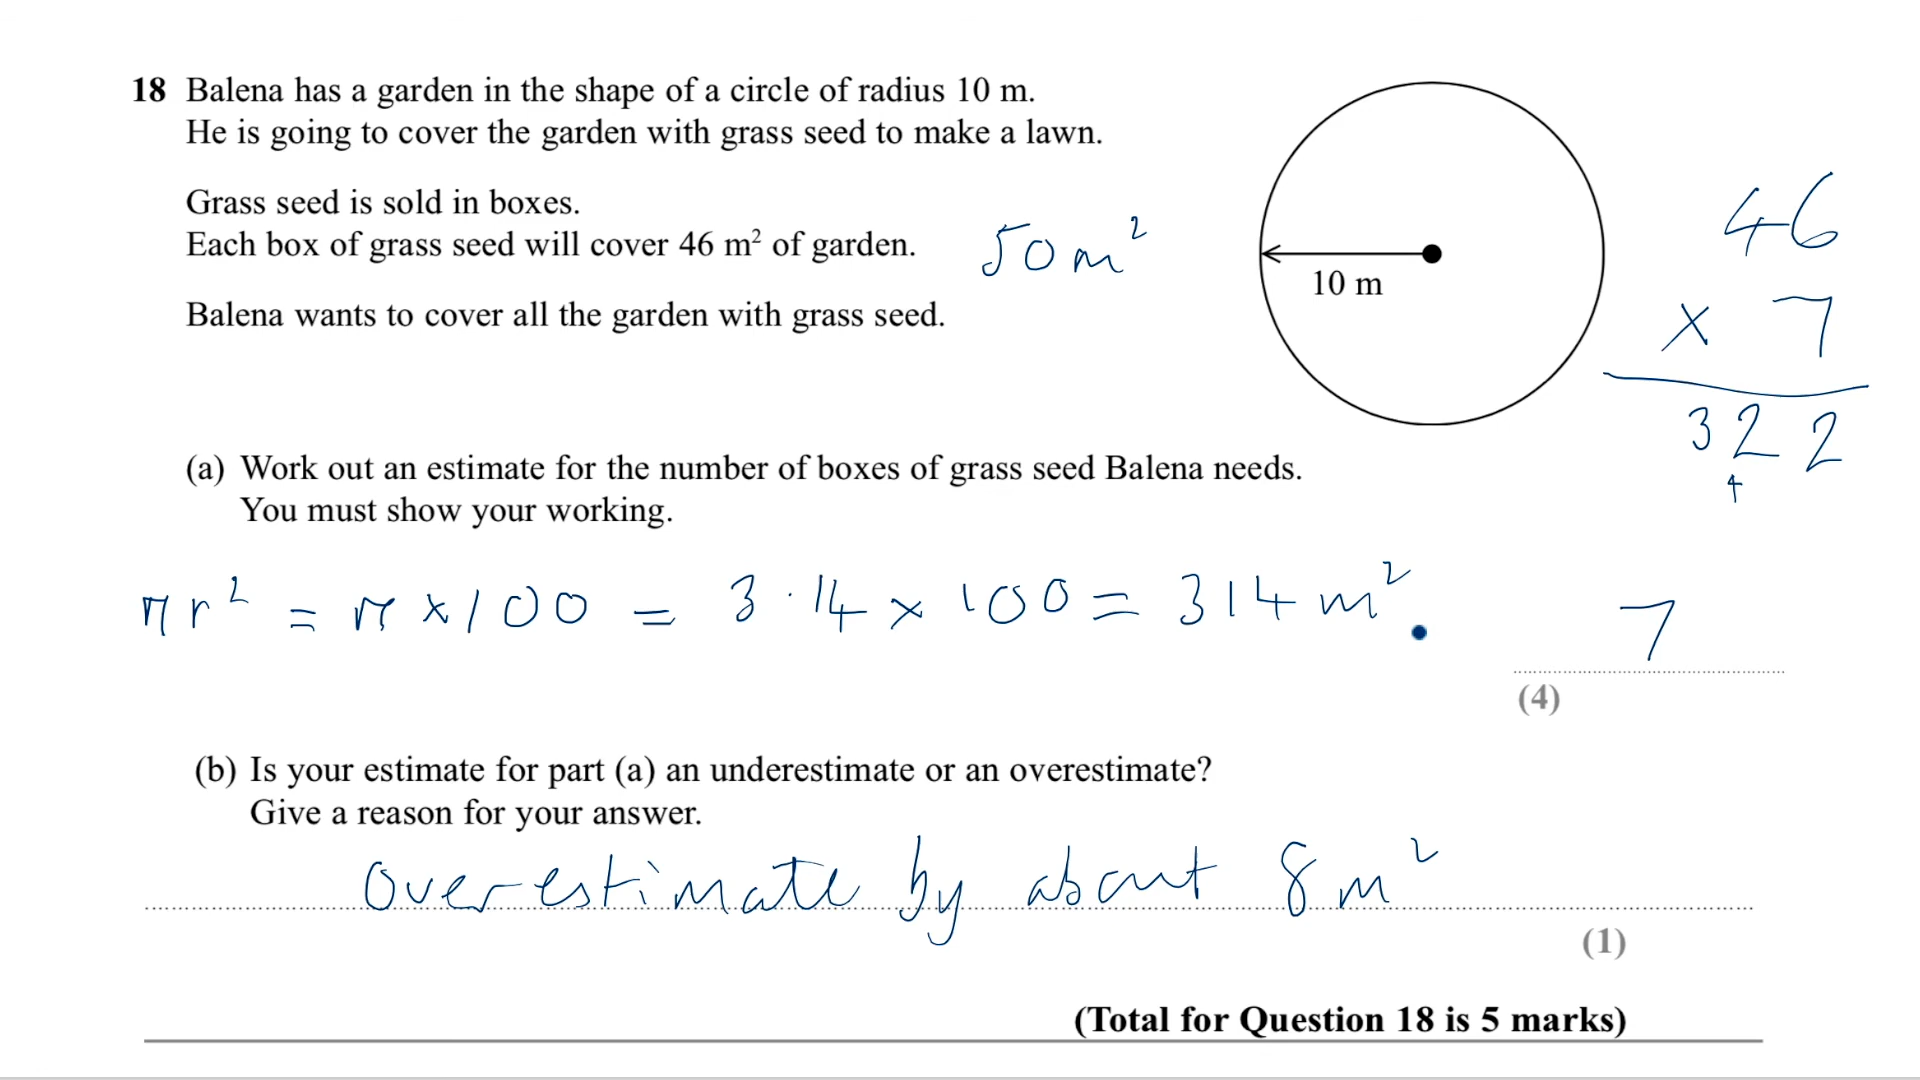 18 Balena has a garden in the shape of a circle of radius 10 m.
He is going to cover the garden with grass seed to make a lawn.
Grass seed is sold in boxes.
Each box of grass seed will cover 46 m² of garden.
50 m²
Balena wants to cover all the garden with grass seed.
10 m
46
× 7
322
4
(a) Work out an estimate for the number of boxes of grass seed Balena needs.
You must show your working.
πr² = π × 100 = 3.14 × 100 = 314 m²
7
(4)
(b) Is your estimate for part (a) an underestimate or an overestimate?
Give a reason for your answer.
Overestimate by about 8 m²
(1)
(Total for Question 18 is 5 marks)